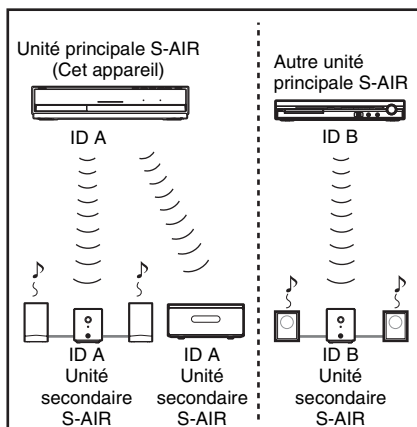 Unité principale S-AIR
(Cet appareil)
ID A
Autre unité
principale S-AIR
ID B
ID A
Unité
secondaire
S-AIR
ID A
Unité
secondaire
S-AIR
ID B
Unité
secondaire
S-AIR